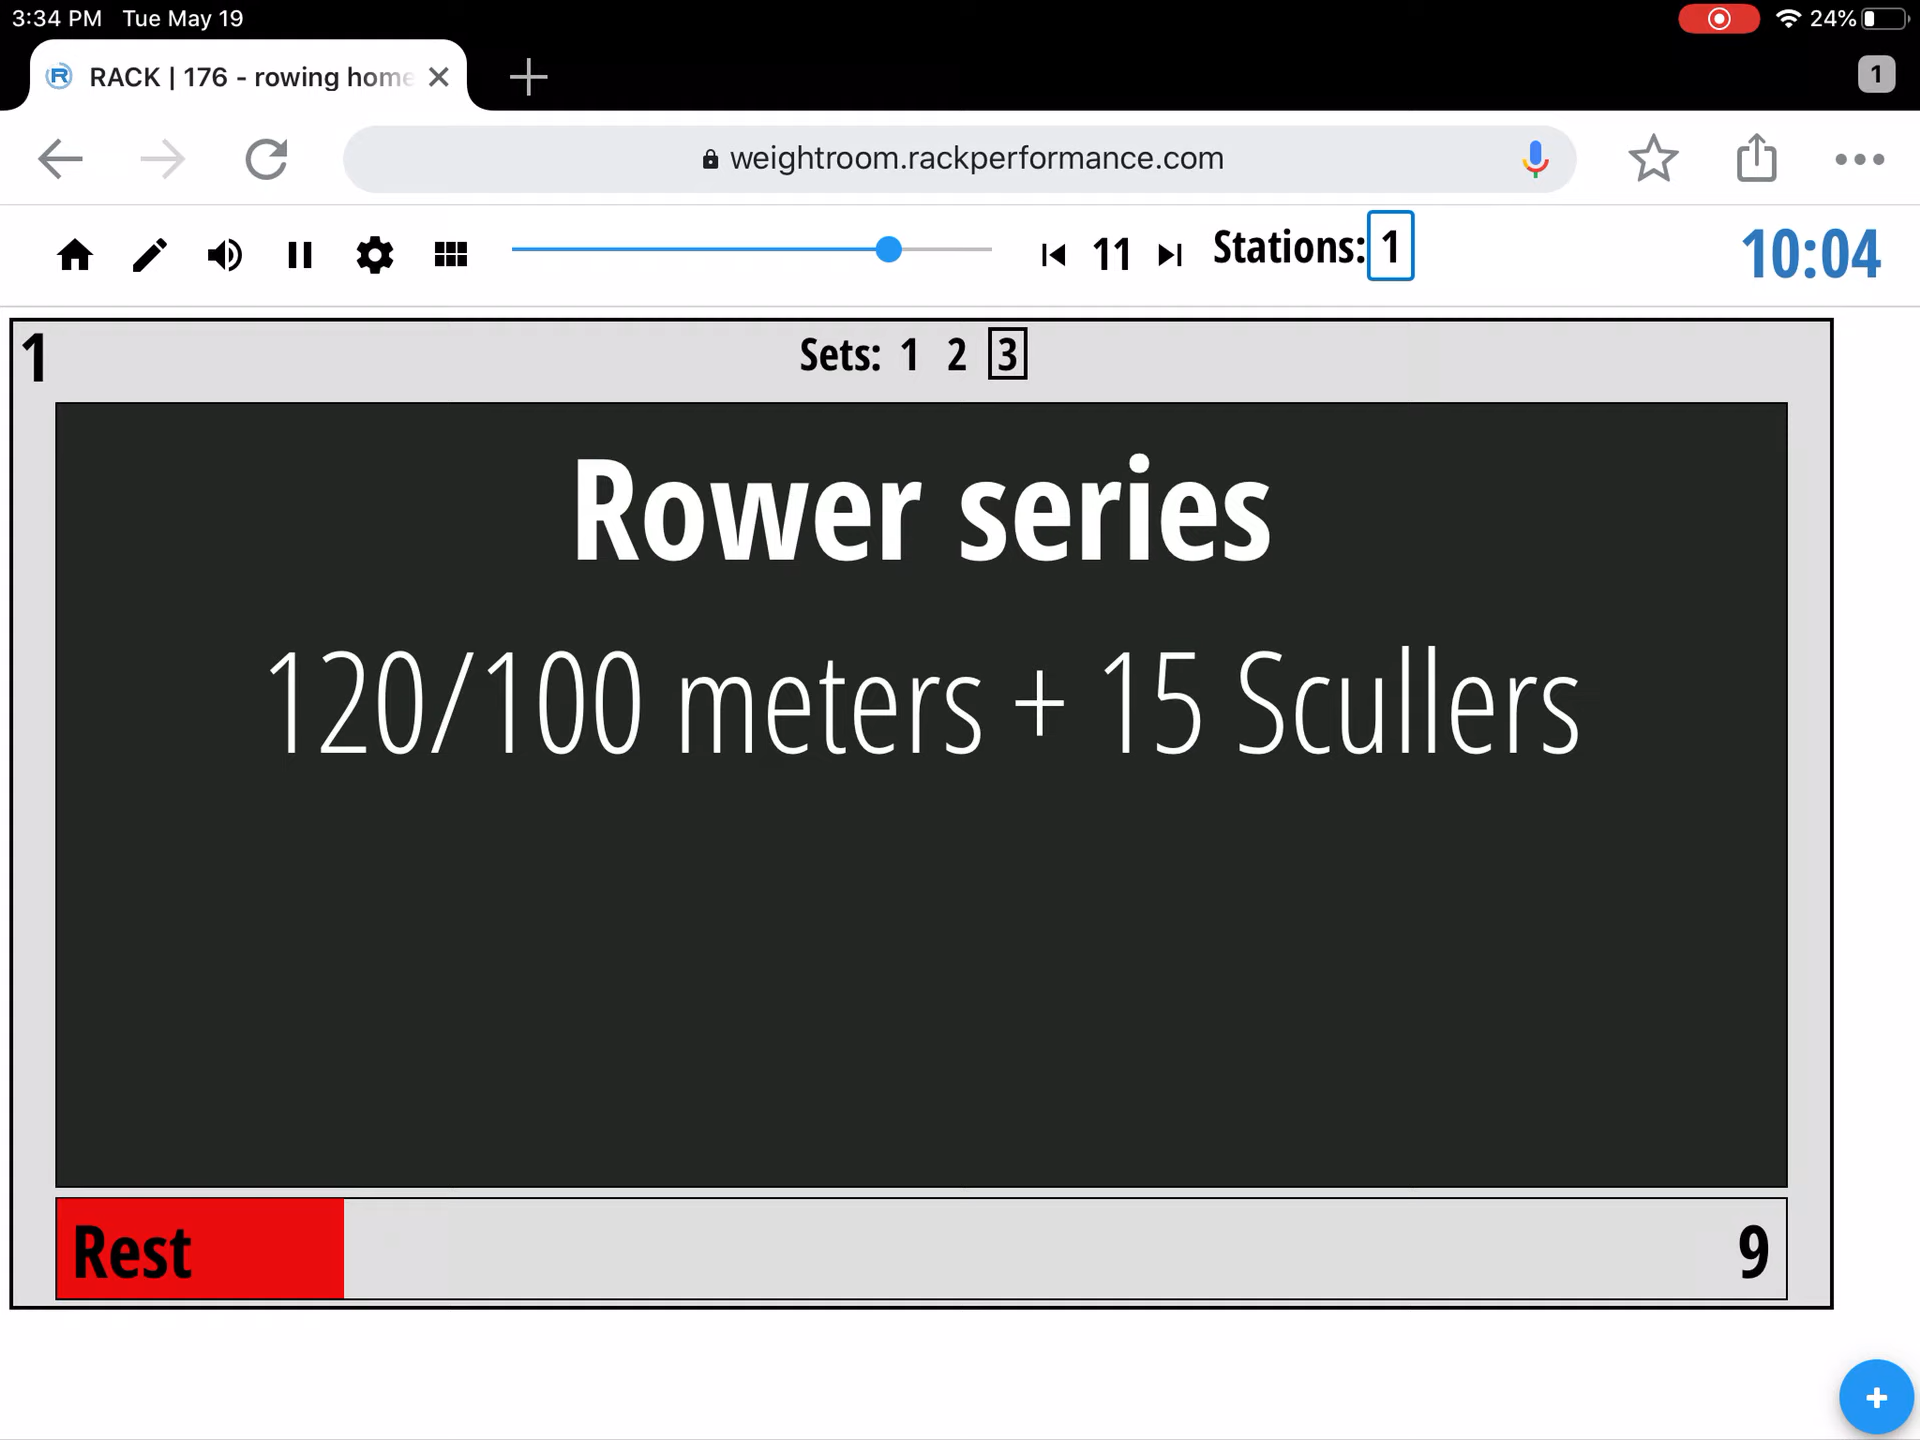 3:34 PM Tue May 19 24%
RACK | 176 - rowing home 1
weightroom.rackperformance.com
11 Stations: 1 10:04
1 Sets: 1 2 3
Rower series
120/100 meters + 15 Scullers
Rest 9